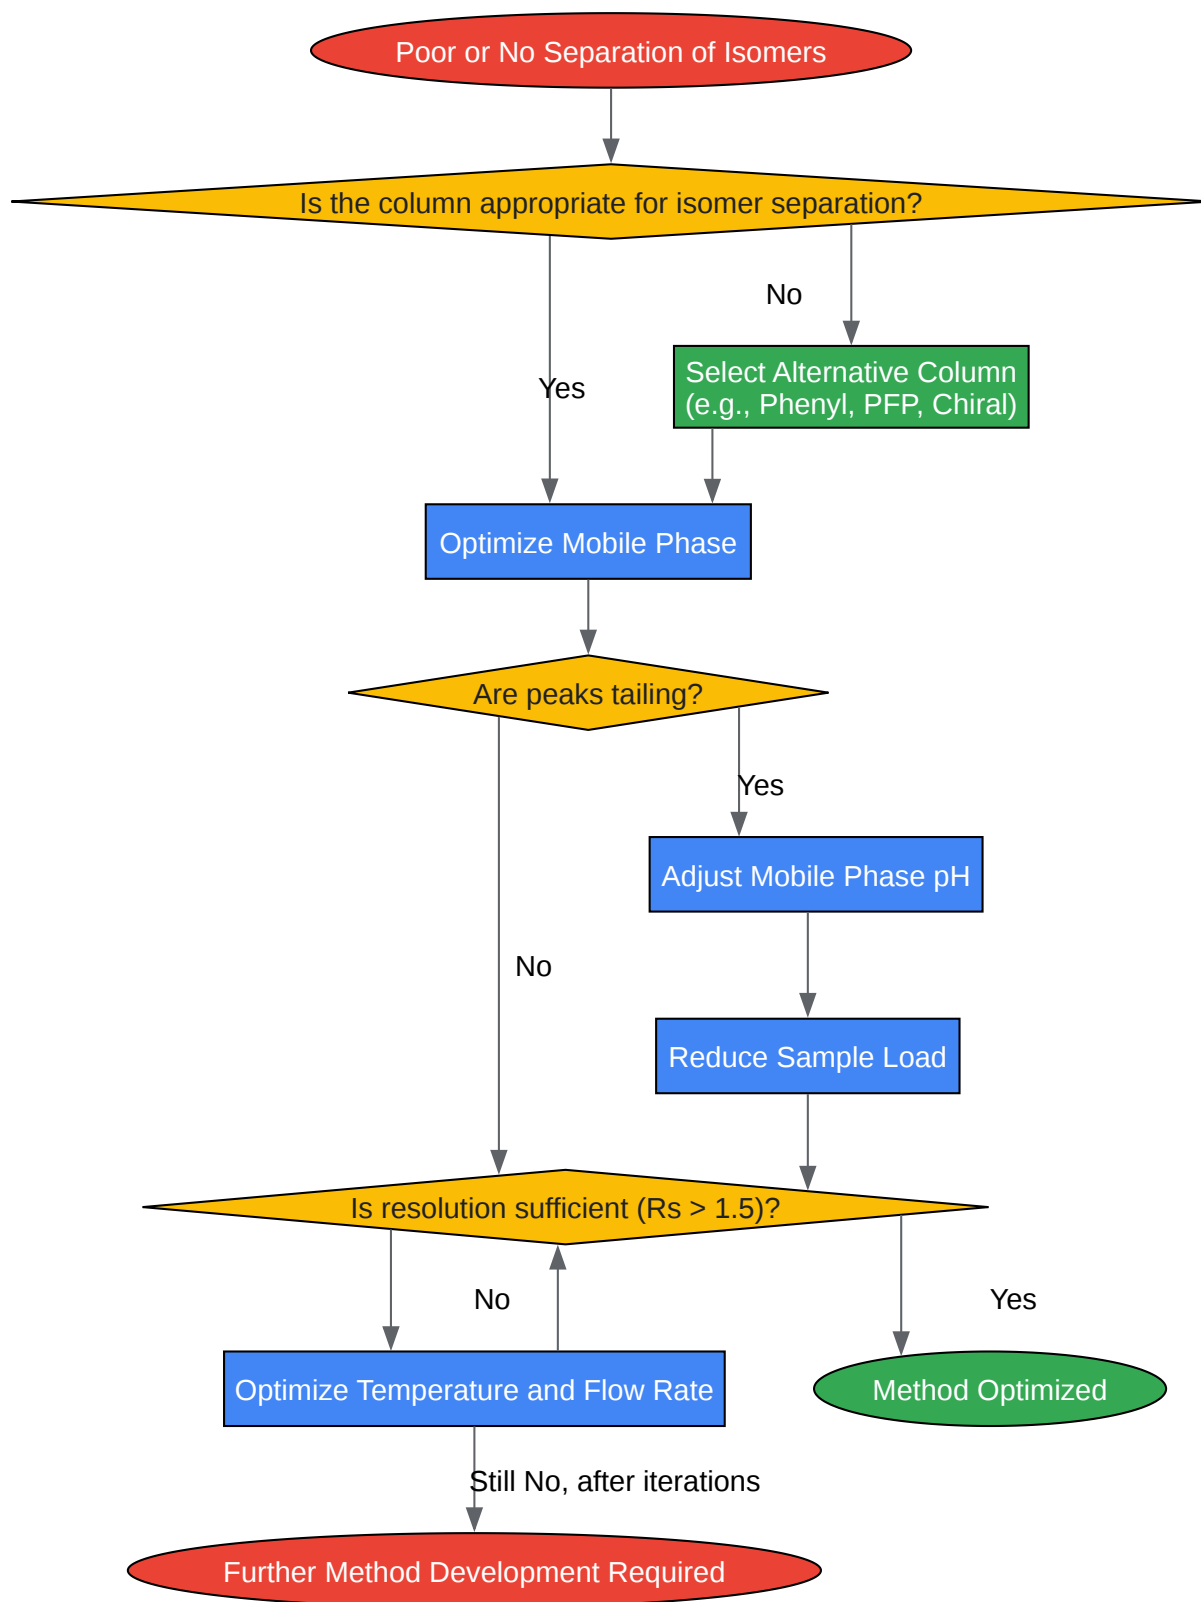 Poor or No Separation of Isomers
Is the column appropriate for isomer separation?
No
Select Alternative Column
(e.g., Phenyl, PFP, Chiral)
Yes
Optimize Mobile Phase
Are peaks tailing?
Yes
Adjust Mobile Phase pH
No
Reduce Sample Load
Is resolution sufficient (Rs > 1.5)?
No
Yes
Optimize Temperature and Flow Rate
Method Optimized
Still No, after iterations
Further Method Development Required